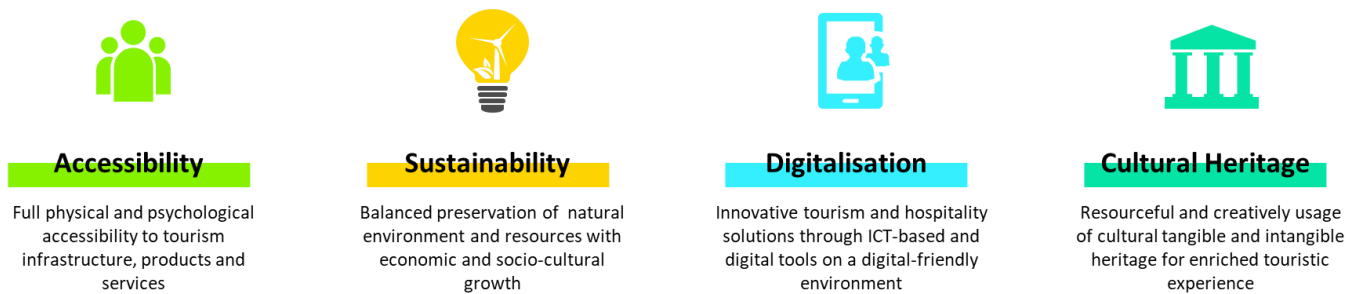 Accessibility
Full physical and psychological
accessibility to tourism
infrastructure, products and
services
Sustainability
Balanced preservation of natural
environment and resources with
economic and socio-cultural
growth
Digitalisation
Innovative tourism and hospitality
solutions through ICT-based and
digital tools on a digital-friendly
environment
Cultural Heritage
Resourceful and creatively usage
of cultural tangible and intangible
heritage for enriched touristic
experience